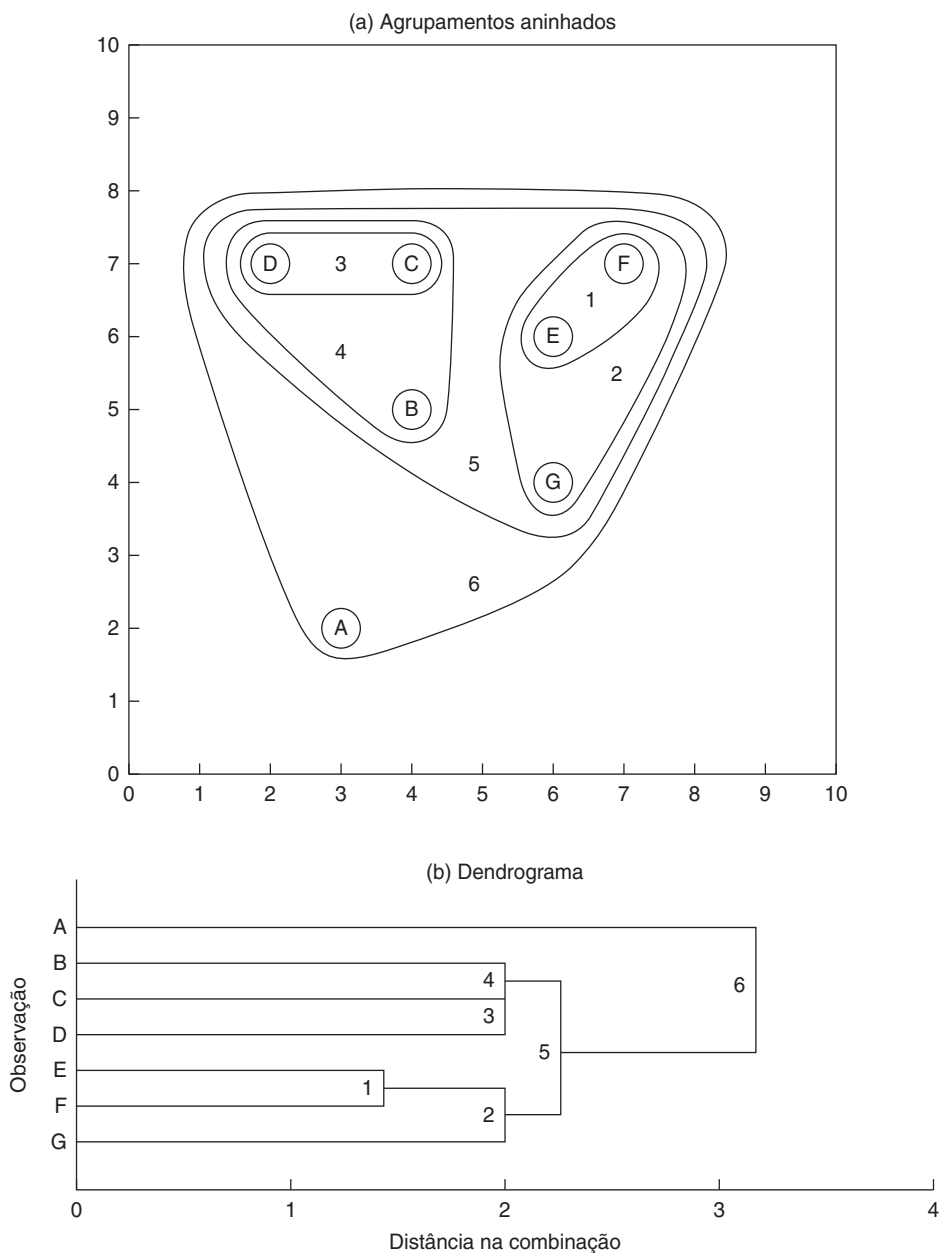 (a) Agrupamentos aninhados
10
9
8
7
6
5
4
3
2
1
0
D 3 C F
1
E
4
2
B
5
G
6
A
0 1 2 3 4 5 6 7 8 9 10
(b) Dendrograma
Observação
A
B
4
C
6
3
D
5
E
1
F
2
G
0 1 2 3 4
Distância na combinação